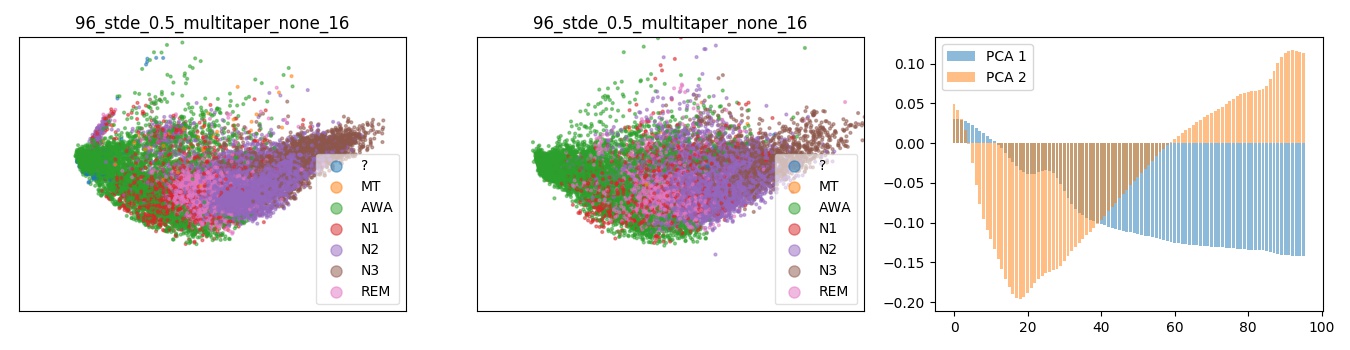 96_stde_0.5_multitaper_none_16
?
MT
AWA
N1
N2
N3
REM
96_stde_0.5_multitaper_none_16
?
MT
AWA
N1
N2
N3
REM
PCA 1
PCA 2
0.10
0.05
0.00
−0.05
−0.10
−0.15
−0.20
0 20 40 60 80 100